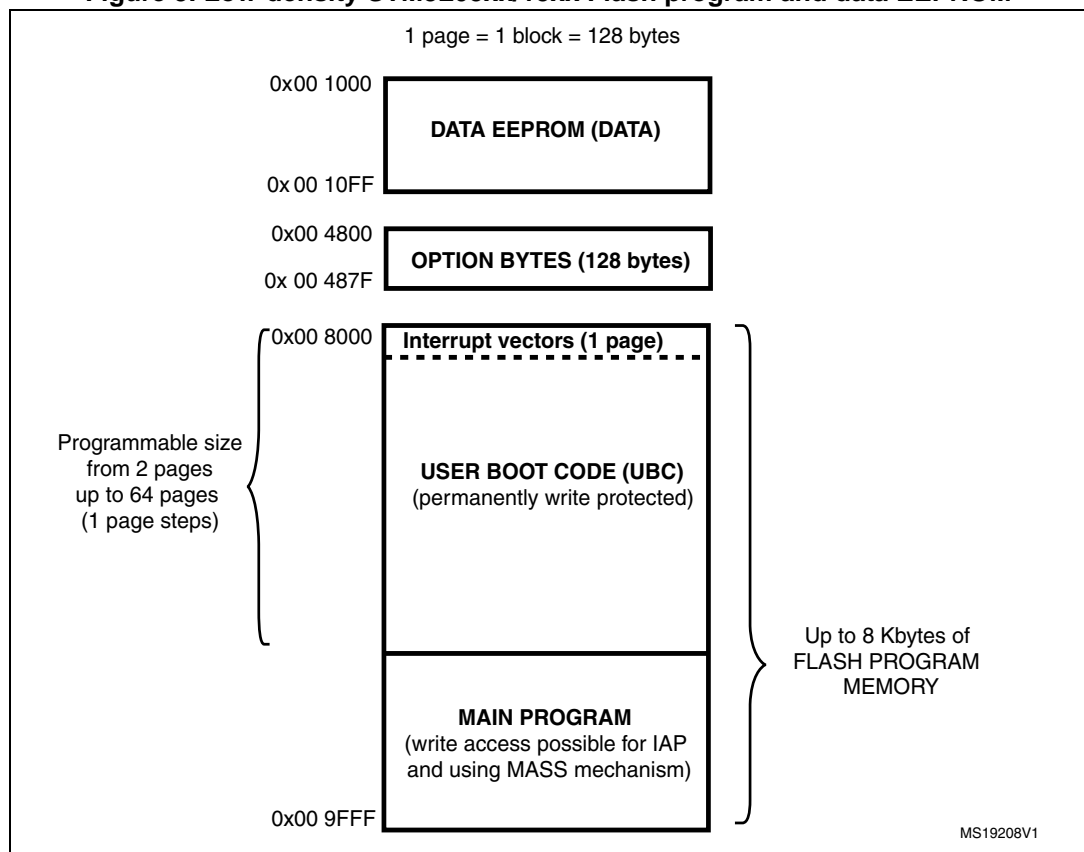 1 page = 1 block = 128 bytes
0x00 1000
DATA EEPROM (DATA)
0x 00 10FF
0x00 4800
OPTION BYTES (128 bytes)
0x 00 487F
0x00 8000
Interrupt vectors (1 page)
Programmable size
from 2 pages
up to 64 pages
(1 page steps)
USER BOOT CODE (UBC)
(permanently write protected)
Up to 8 Kbytes of
FLASH PROGRAM
MEMORY
MAIN PROGRAM
(write access possible for IAP
and using MASS mechanism)
0x00 9FFF
MS19208V1